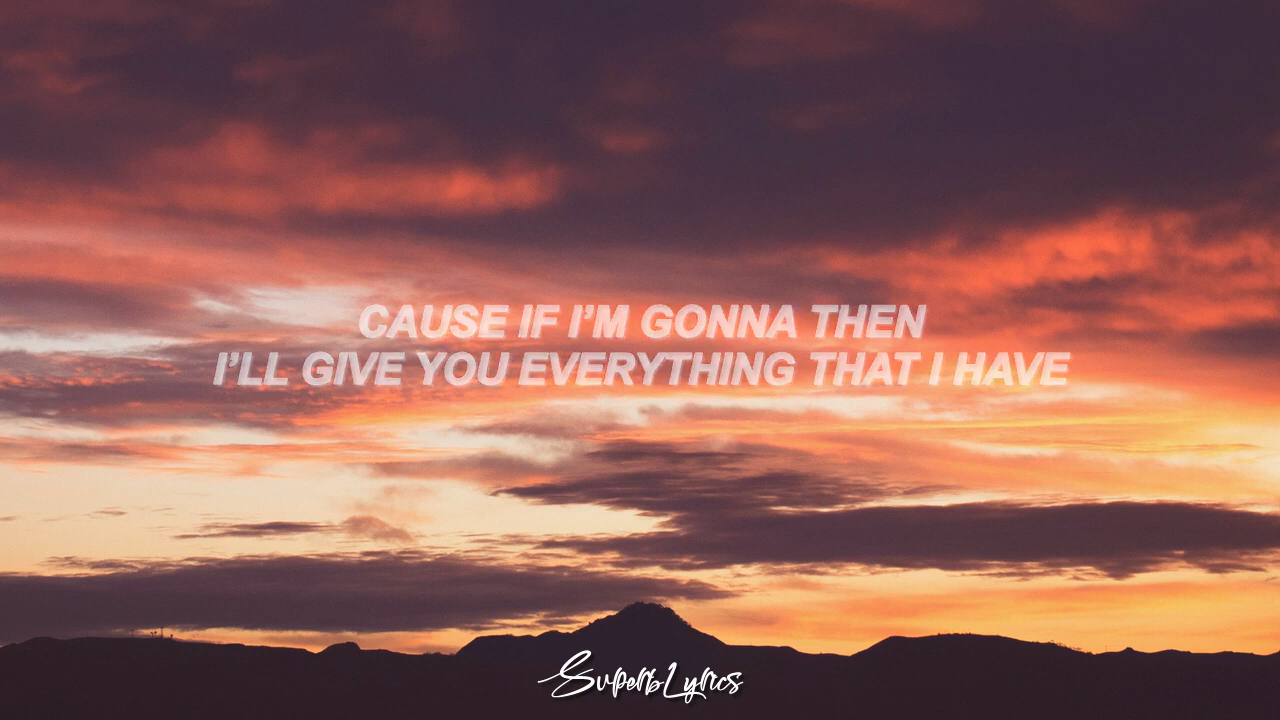 CAUSE IF I'M GONNA THEN
I'LL GIVE YOU EVERYTHING THAT I HAVE
SuperbLyrics